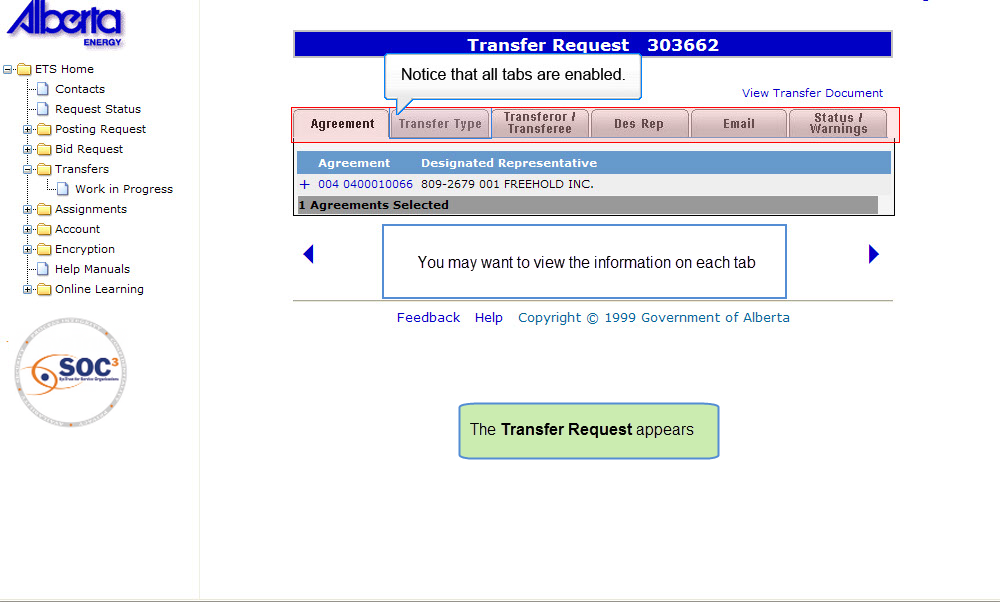 Alberta
ENERGY
ETS Home
Contacts
Request Status
Posting Request
Bid Request
Transfers
Work in Progress
Assignments
Account
Encryption
Help Manuals
Online Learning
SOC3
Transfer Request 303662
Notice that all tabs are enabled.
View Transfer Document
Agreement
Transfer Type
Transferor /
Transferee
Des Rep
Email
Status /
Warnings
Agreement Designated Representative
+ 004 0400010066 809-2679 001 FREEHOLD INC.
1 Agreements Selected
You may want to view the information on each tab
Feedback Help Copyright © 1999 Government of Alberta
The Transfer Request appears